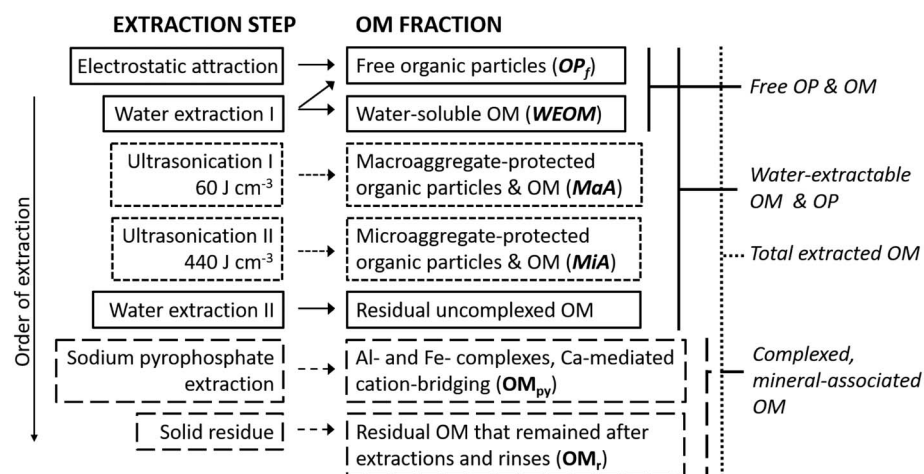 EXTRACTION STEP
OM FRACTION
Electrostatic attraction
Free organic particles (OPf)
Water extraction I
Water-soluble OM (WEOM)
Ultrasonication I
60 J cm-3
Macroaggregate-protected
organic particles & OM (MaA)
Ultrasonication II
440 J cm-3
Microaggregate-protected
organic particles & OM (MiA)
Water extraction II
Residual uncomplexed OM
Sodium pyrophosphate
extraction
Al- and Fe- complexes, Ca-mediated
cation-bridging (OMpy)
Solid residue
Residual OM that remained after
extractions and rinses (OMr)
Order of extraction
Free OP & OM
Water-extractable
OM & OP
Total extracted OM
Complexed,
mineral-associated
OM